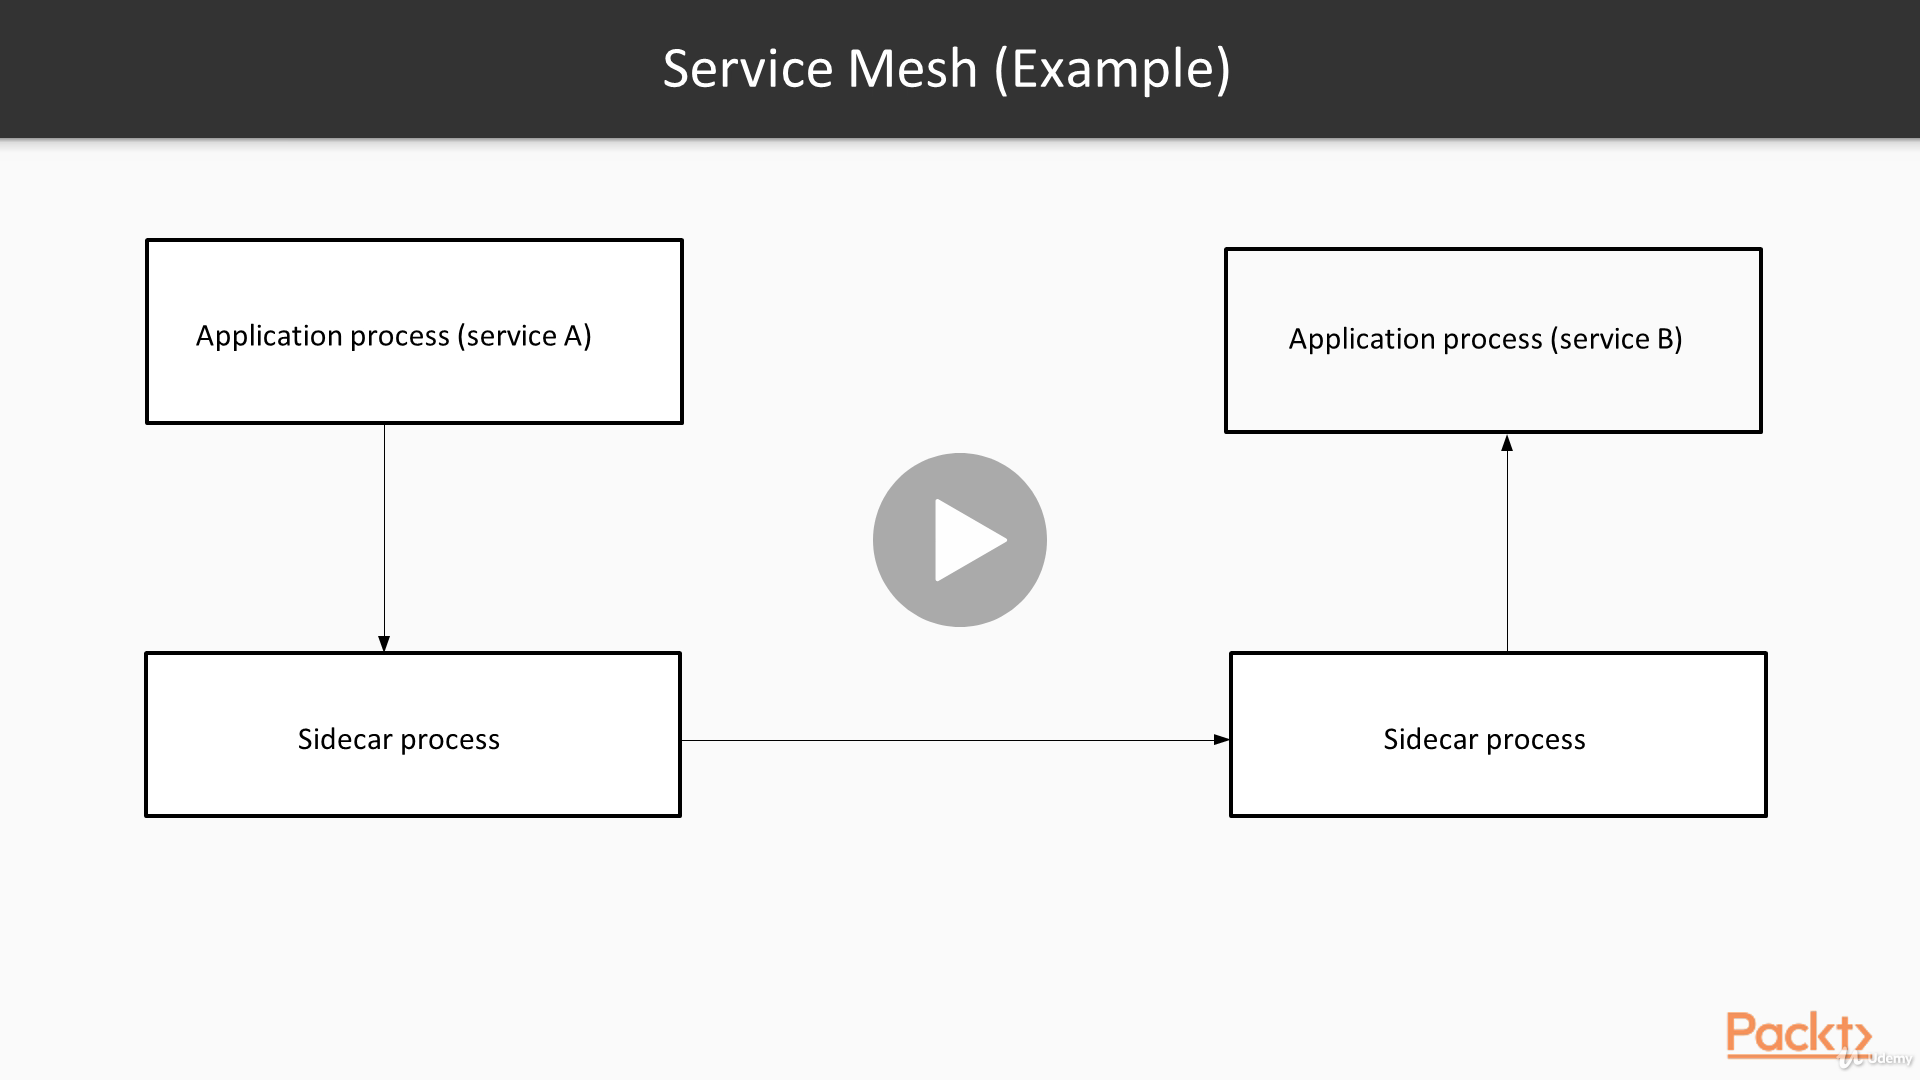 Service Mesh (Example)
Application process (service A)
Application process (service B)
Sidecar process
Sidecar process
Packt
Udemy